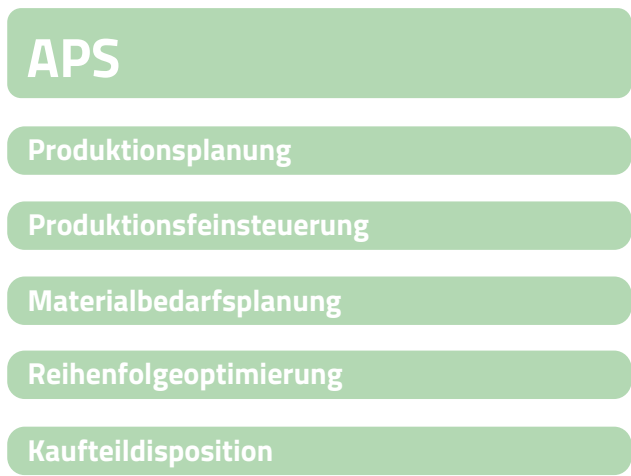 APS
Produktionsplanung
Produktionsfeinsteuerung
Materialbedarfsplanung
Reihenfolgeoptimierung
Kaufteildisposition